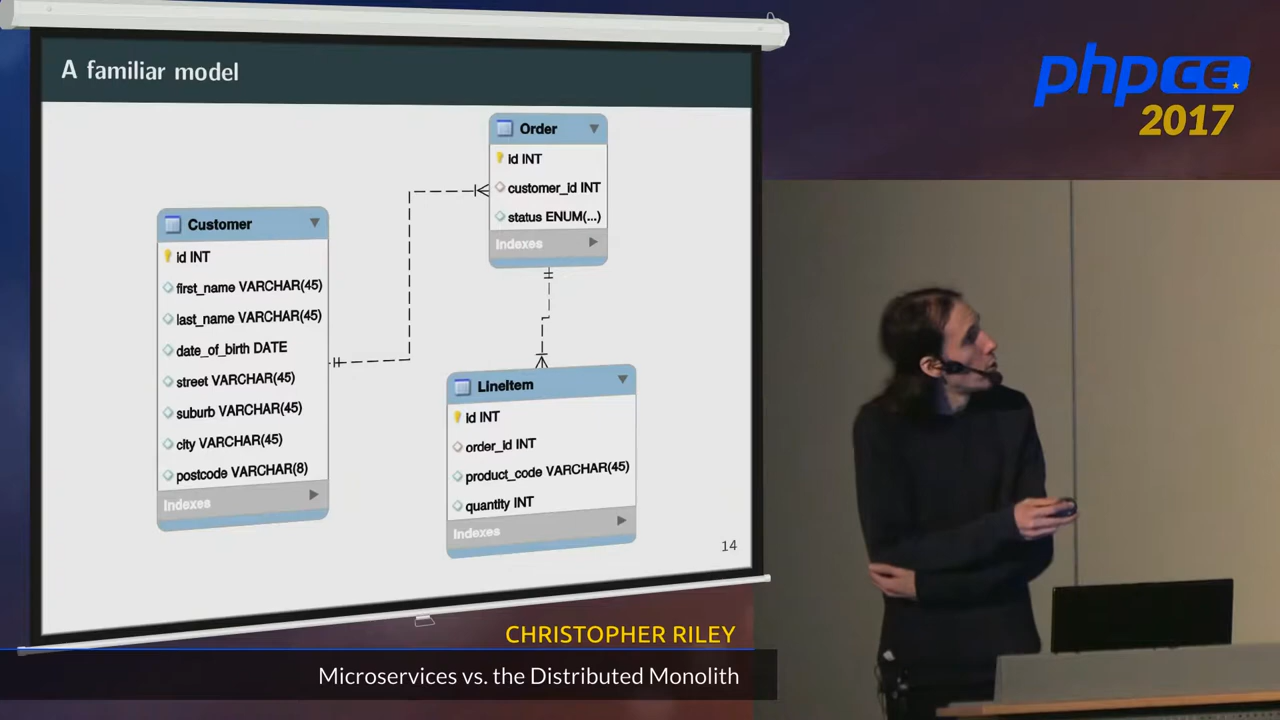 A familiar model
Order
id INT
customer_id INT
status ENUM(...)
Indexes
Customer
id INT
first_name VARCHAR(45)
last_name VARCHAR(45)
date_of_birth DATE
street VARCHAR(45)
suburb VARCHAR(45)
city VARCHAR(45)
postcode VARCHAR(8)
Indexes
LineItem
id INT
order_id INT
product_code VARCHAR(45)
quantity INT
Indexes
14
phpCE
2017
CHRISTOPHER RILEY
Microservices vs. the Distributed Monolith